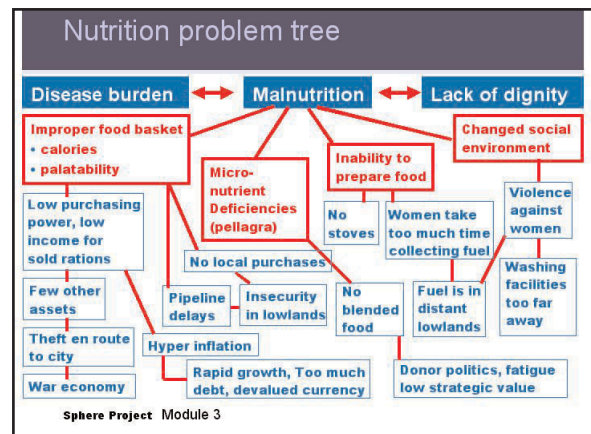 Nutrition problem tree
Disease burden
Malnutrition
Lack of dignity
Improper food basket
• calories
• palatability
Micro-
nutrient
Deficiencies
(pellagra)
Inability to
prepare food
Changed social
environment
Low purchasing
power, low
income for
sold rations
No local purchases
No
stoves
Women take
too much time
collecting fuel
Violence
against
women
Few other
assets
Pipeline
delays
Insecurity
in lowlands
No
blended
food
Fuel is in
distant
lowlands
Washing
facilities
too far
away
Theft en route
to city
Hyper inflation
War economy
Rapid growth, Too much
debt, devalued currency
Donor politics, fatigue
low strategic value
Sphere Project Module 3